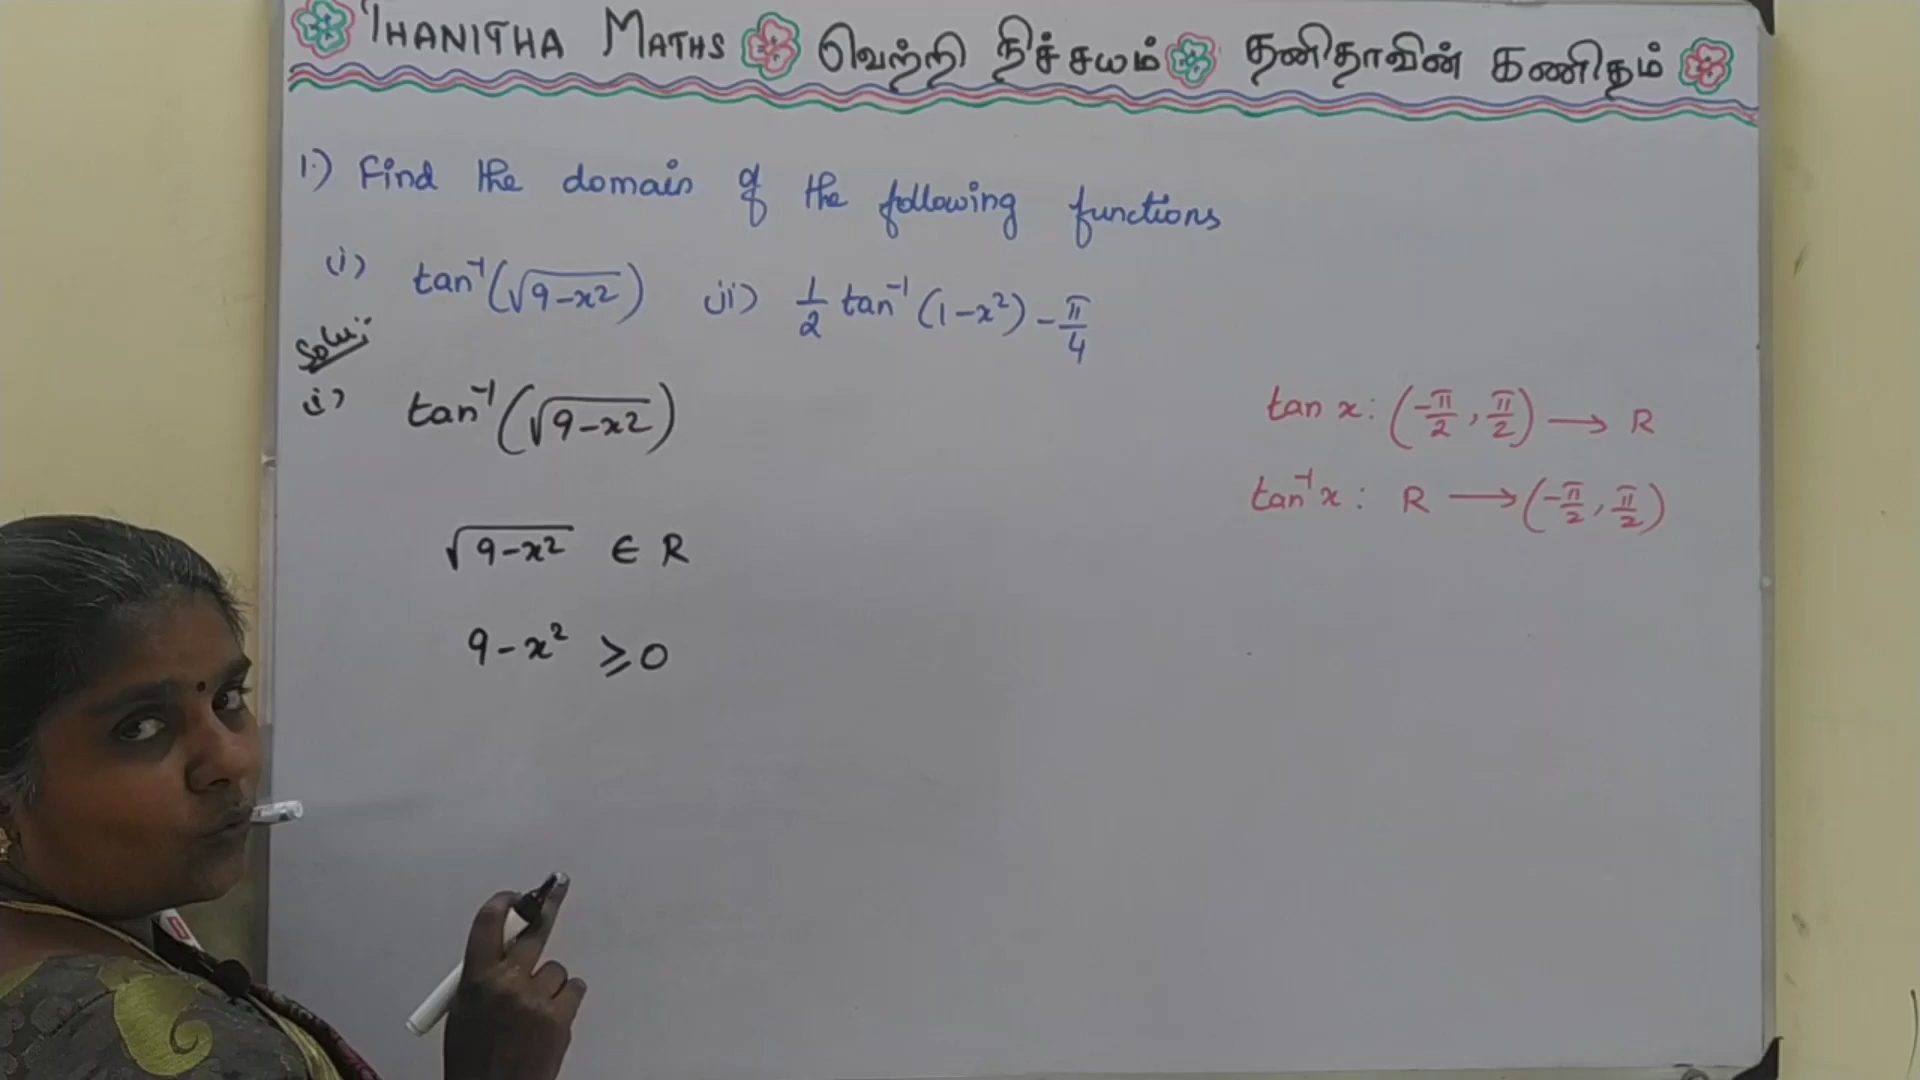 THANITHA MATHS வெற்றி நிச்சயம் தனிதாவின் கணிதம்
1.) Find the domain of the following functions
(i) tan⁻¹(√9-x²) (ii) 1/2 tan⁻¹(1-x²) - π/4
Solu:
(i) tan⁻¹(√9-x²)
tan x: (-π/2, π/2) → R
tan⁻¹x: R → (-π/2, π/2)
√9-x² ∈ R
9-x² ≥ 0